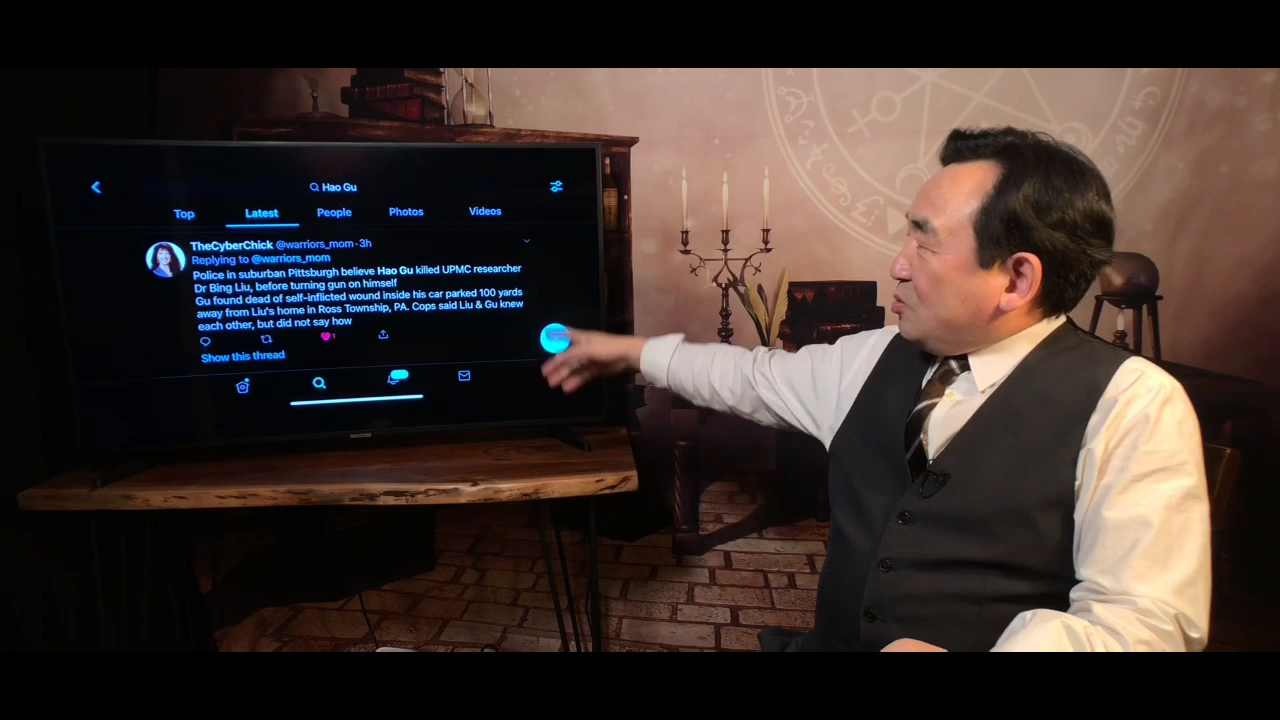 Hao Gu
Top Latest People Photos Videos
TheCyberChick @warriors_mom · 3h
Replying to @warriors_mom
Police in suburban Pittsburgh believe Hao Gu killed UPMC researcher
Dr Bing Liu, before turning gun on himself
Gu found dead of self-inflicted wound inside his car parked 100 yards
away from Liu's home in Ross Township, PA. Cops said Liu & Gu knew
each other, but did not say how
1
Show this thread